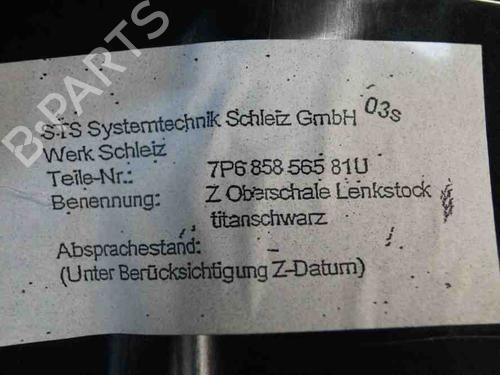 STS Systemtechnik Schleiz GmbH 03s
Werk Schleiz
Teile-Nr.: 7P6 858 565 81U
Benennung: Z Oberschale Lenkstock
titanschwarz
Absprachestand:
(Unter Berücksichtigung Z-Datum)
B-PARTS